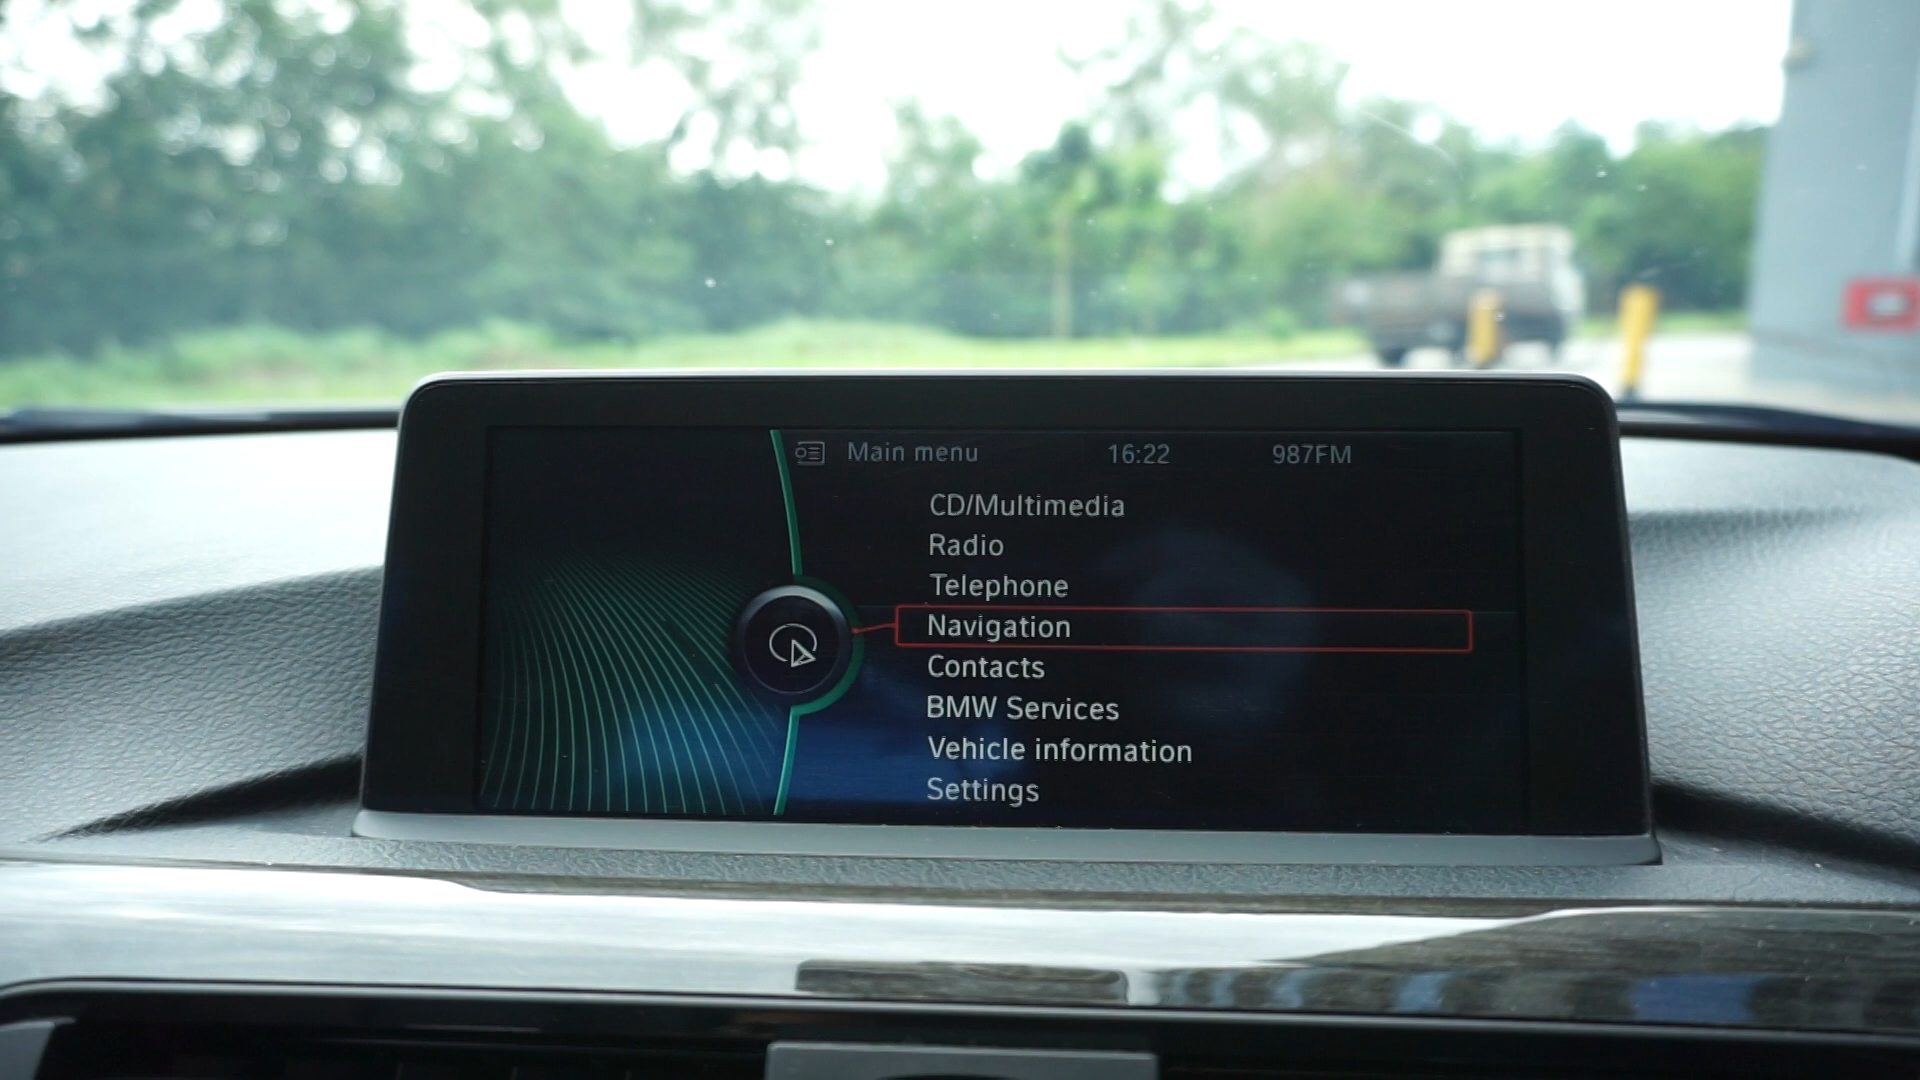 Main menu 16:22 987FM
CD/Multimedia
Radio
Telephone
Navigation
Contacts
BMW Services
Vehicle information
Settings